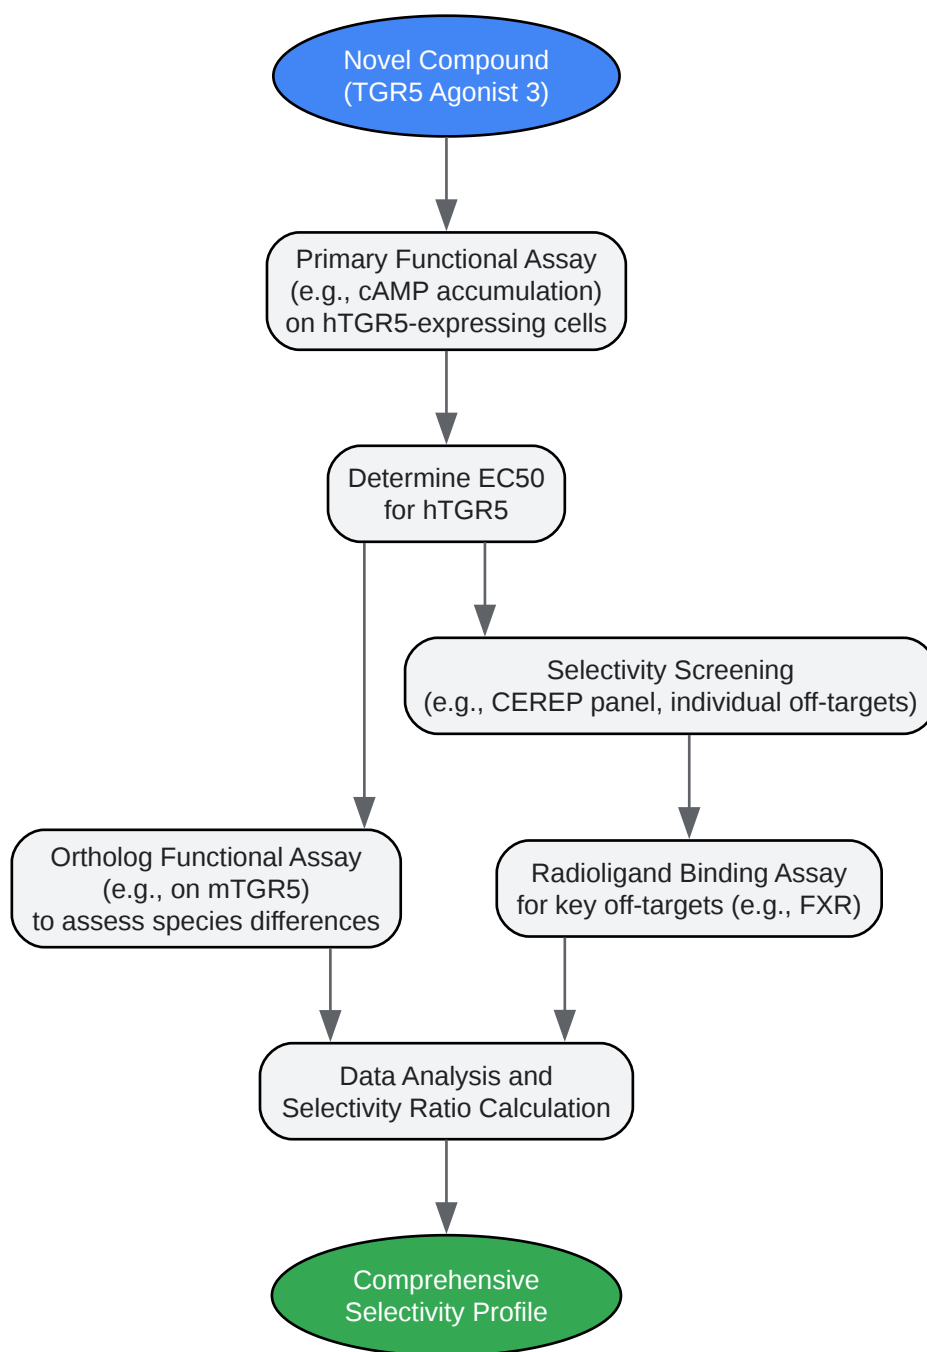 Novel Compound
(TGR5 Agonist 3)
Primary Functional Assay
(e.g., cAMP accumulation)
on hTGR5-expressing cells
Determine EC50
for hTGR5
Selectivity Screening
(e.g., CEREP panel, individual off-targets)
Ortholog Functional Assay
(e.g., on mTGR5)
to assess species differences
Radioligand Binding Assay
for key off-targets (e.g., FXR)
Data Analysis and
Selectivity Ratio Calculation
Comprehensive
Selectivity Profile